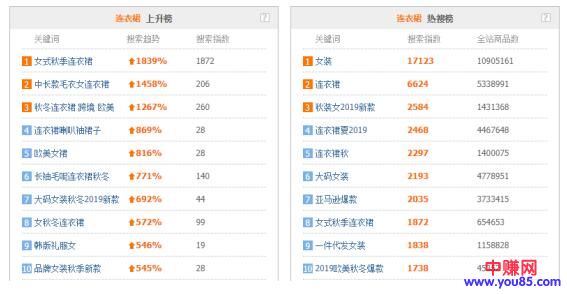 连衣裙 上升榜 ?
关键词 搜索趋势 搜索指数
1 女式秋季连衣裙 1839% 1872
2 中长款毛衣女连衣裙 1458% 206
3 秋冬连衣裙 跨境 欧美 1267% 260
4 连衣裙喇叭袖裙子 869% 28
5 欧美女裙 816% 28
6 长袖毛呢连衣裙秋冬 771% 140
7 大码女装秋冬2019新款 692% 44
8 女秋冬连衣裙 572% 99
9 韩版礼服女 546% 19
10 品牌女装秋季新款 545% 28
连衣裙 热搜榜 ?
关键词 搜索指数 全站商品数
1 女装 17123 10905161
2 连衣裙 6624 5338991
3 秋装女2019新款 2584 1431368
4 连衣裙夏2019 2468 4467648
5 连衣裙秋 2297 1400075
6 大码女装 2193 4778951
7 亚马逊爆款 2035 3733415
8 女式秋季连衣裙 1872 654653
9 一件代发女装 1838 1158828
10 2019欧美秋冬爆款 1738
中赚网
www.you85.com